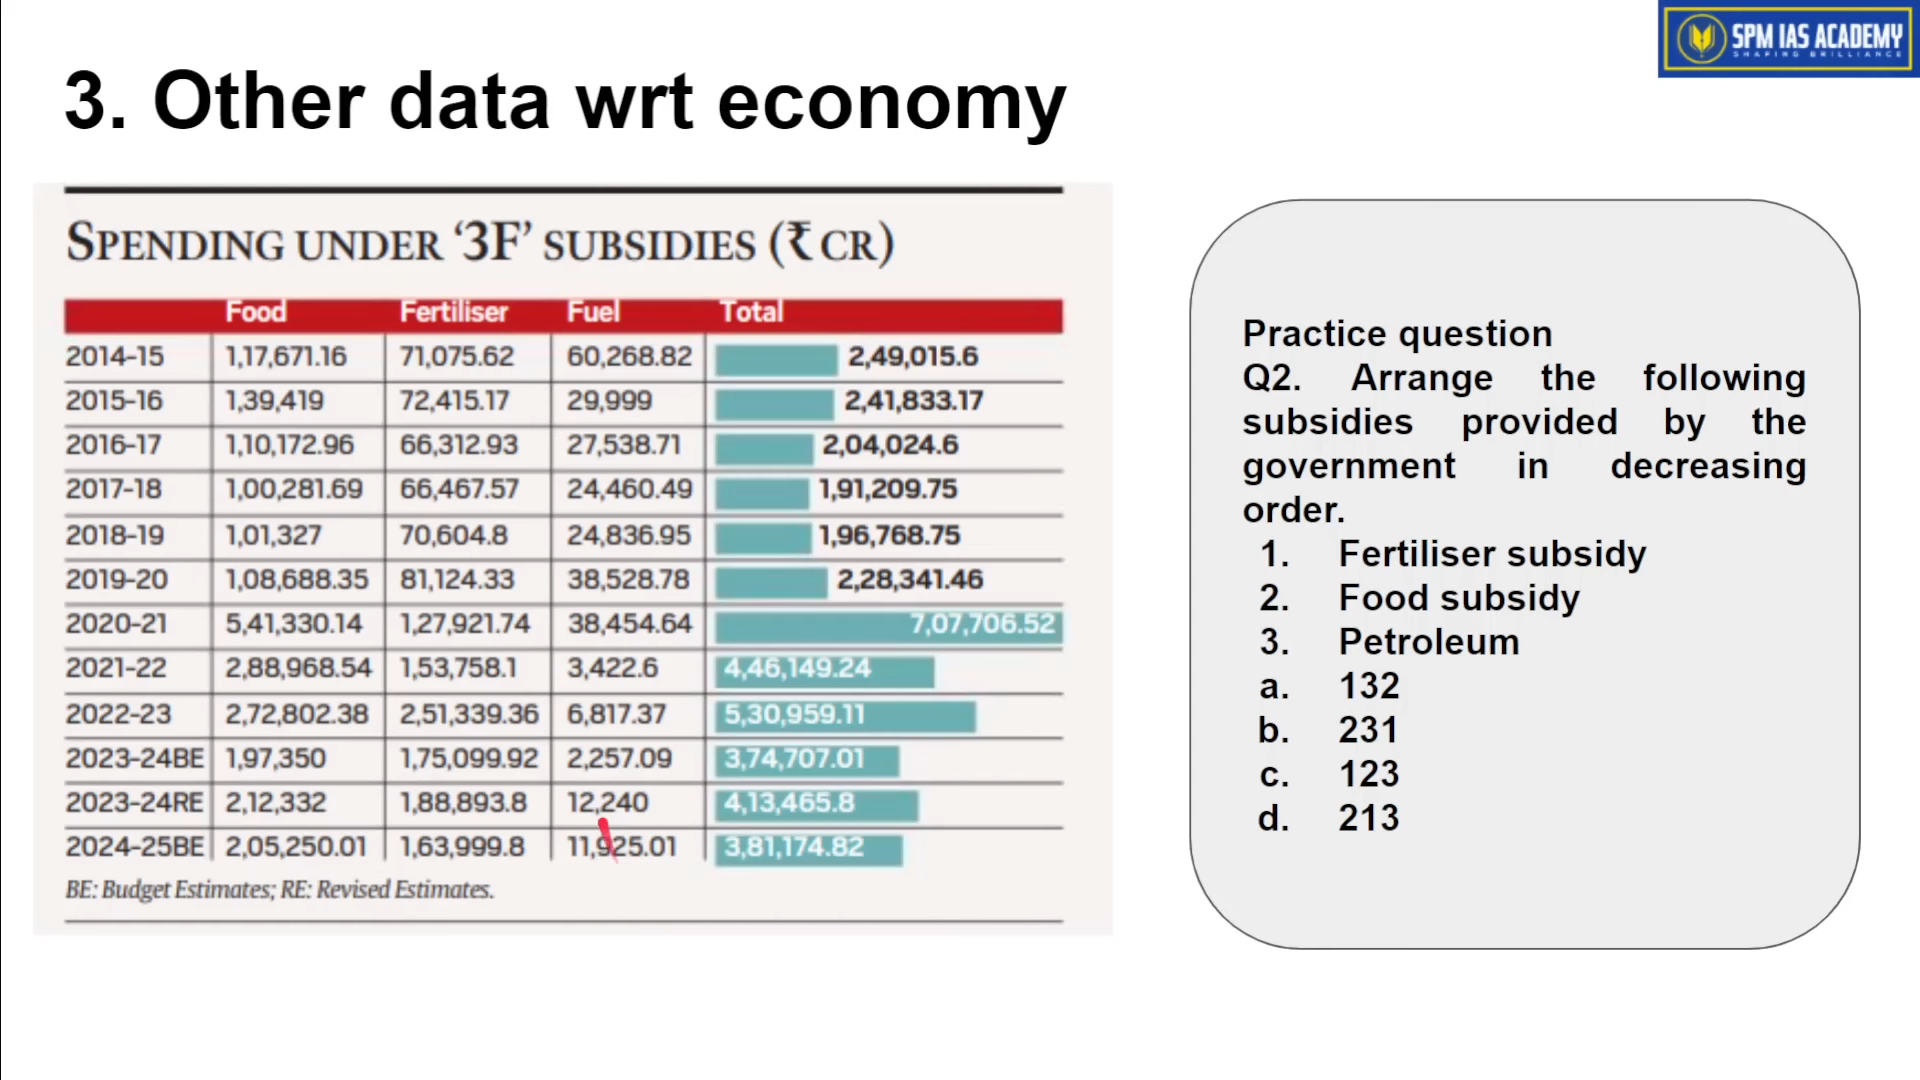 SPM IAS ACADEMY
SHAPING BRILLIANCE
3. Other data wrt economy
SPENDING UNDER ‘3F’ SUBSIDIES (₹ CR)
Food Fertiliser Fuel Total
2014-15 1,17,671.16 71,075.62 60,268.82 2,49,015.6
2015-16 1,39,419 72,415.17 29,999 2,41,833.17
2016-17 1,10,172.96 66,312.93 27,538.71 2,04,024.6
2017-18 1,00,281.69 66,467.57 24,460.49 1,91,209.75
2018-19 1,01,327 70,604.8 24,836.95 1,96,768.75
2019-20 1,08,688.35 81,124.33 38,528.78 2,28,341.46
2020-21 5,41,330.14 1,27,921.74 38,454.64 7,07,706.52
2021-22 2,88,968.54 1,53,758.1 3,422.6 4,46,149.24
2022-23 2,72,802.38 2,51,339.36 6,817.37 5,30,959.11
2023-24BE 1,97,350 1,75,099.92 2,257.09 3,74,707.01
2023-24RE 2,12,332 1,88,893.8 12,240 4,13,465.8
2024-25BE 2,05,250.01 1,63,999.8 11,925.01 3,81,174.82
BE: Budget Estimates; RE: Revised Estimates.
Practice question
Q2. Arrange the following
subsidies provided by the
government in decreasing
order.
1. Fertiliser subsidy
2. Food subsidy
3. Petroleum
a. 132
b. 231
c. 123
d. 213